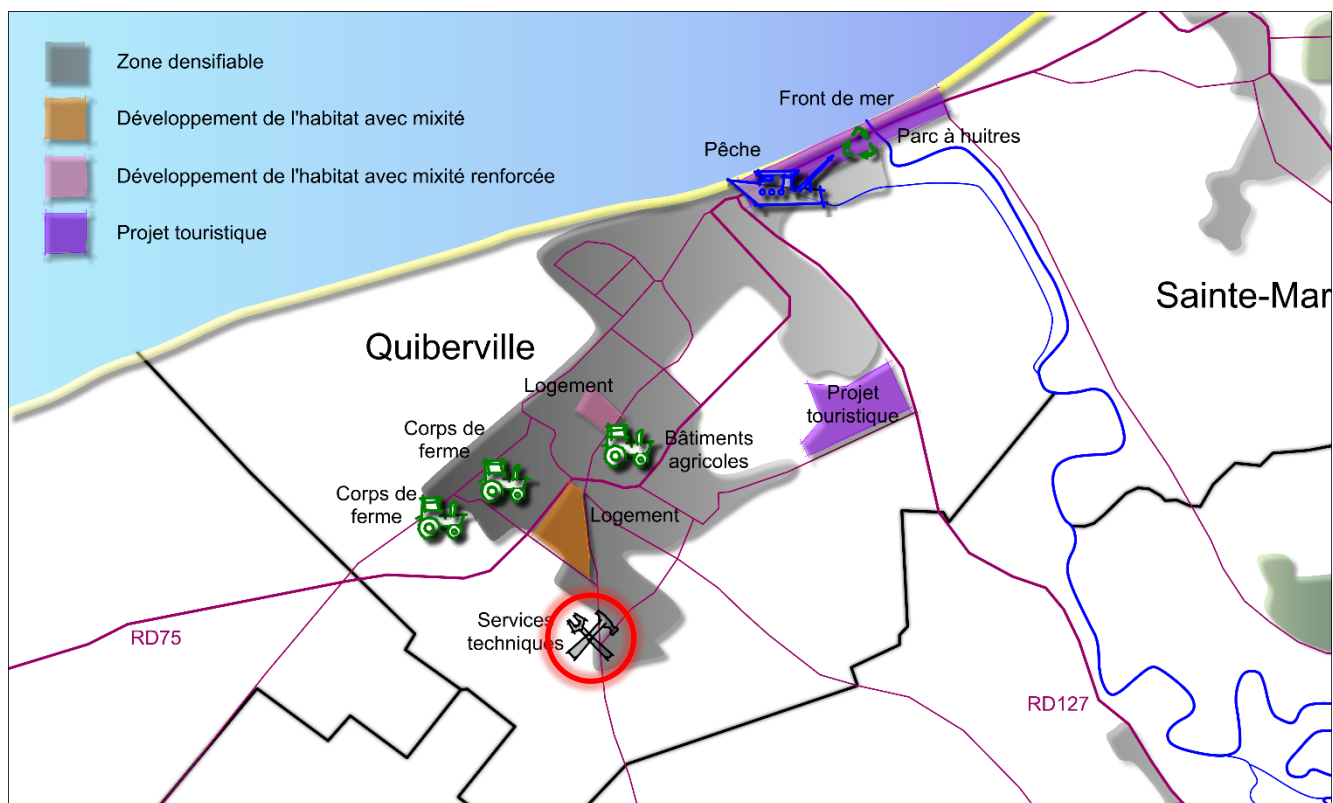 Zone densifiable
Développement de l'habitat avec mixité
Développement de l'habitat avec mixité renforcée
Projet touristique
Front de mer
Parc à huitres
Pêche
Sainte-Mar
Quiberville
Logement
Projet
touristique
Corps de
ferme
Bâtiments
agricoles
Corps de
ferme
Logement
Services
techniques
RD75
RD127